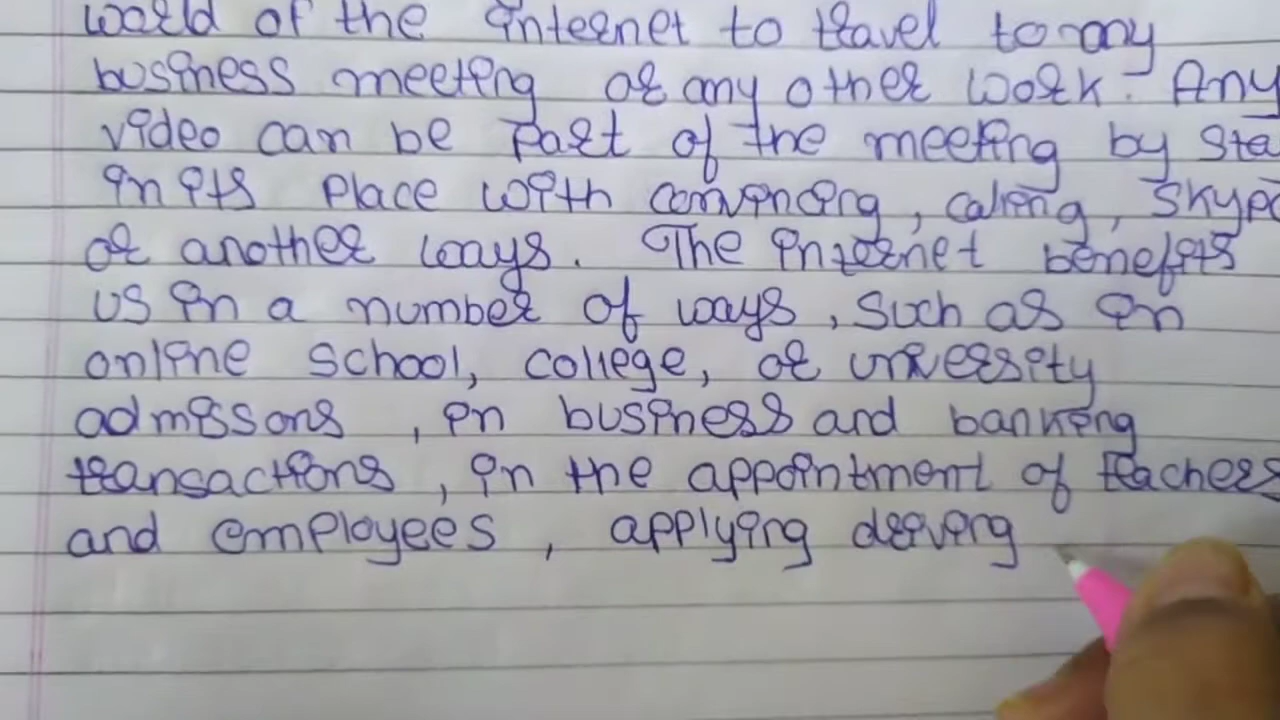 world of the internet to travel to any
business meeting or any other work. Any
video can be part of the meeting by sta
in its place with convincing, caling, Skype
or another ways. The internet benefits
us in a number of ways, such as in
online school, college, or university
admissons, in business and banking
transactions, in the appointment of teachers
and employees, applying driving